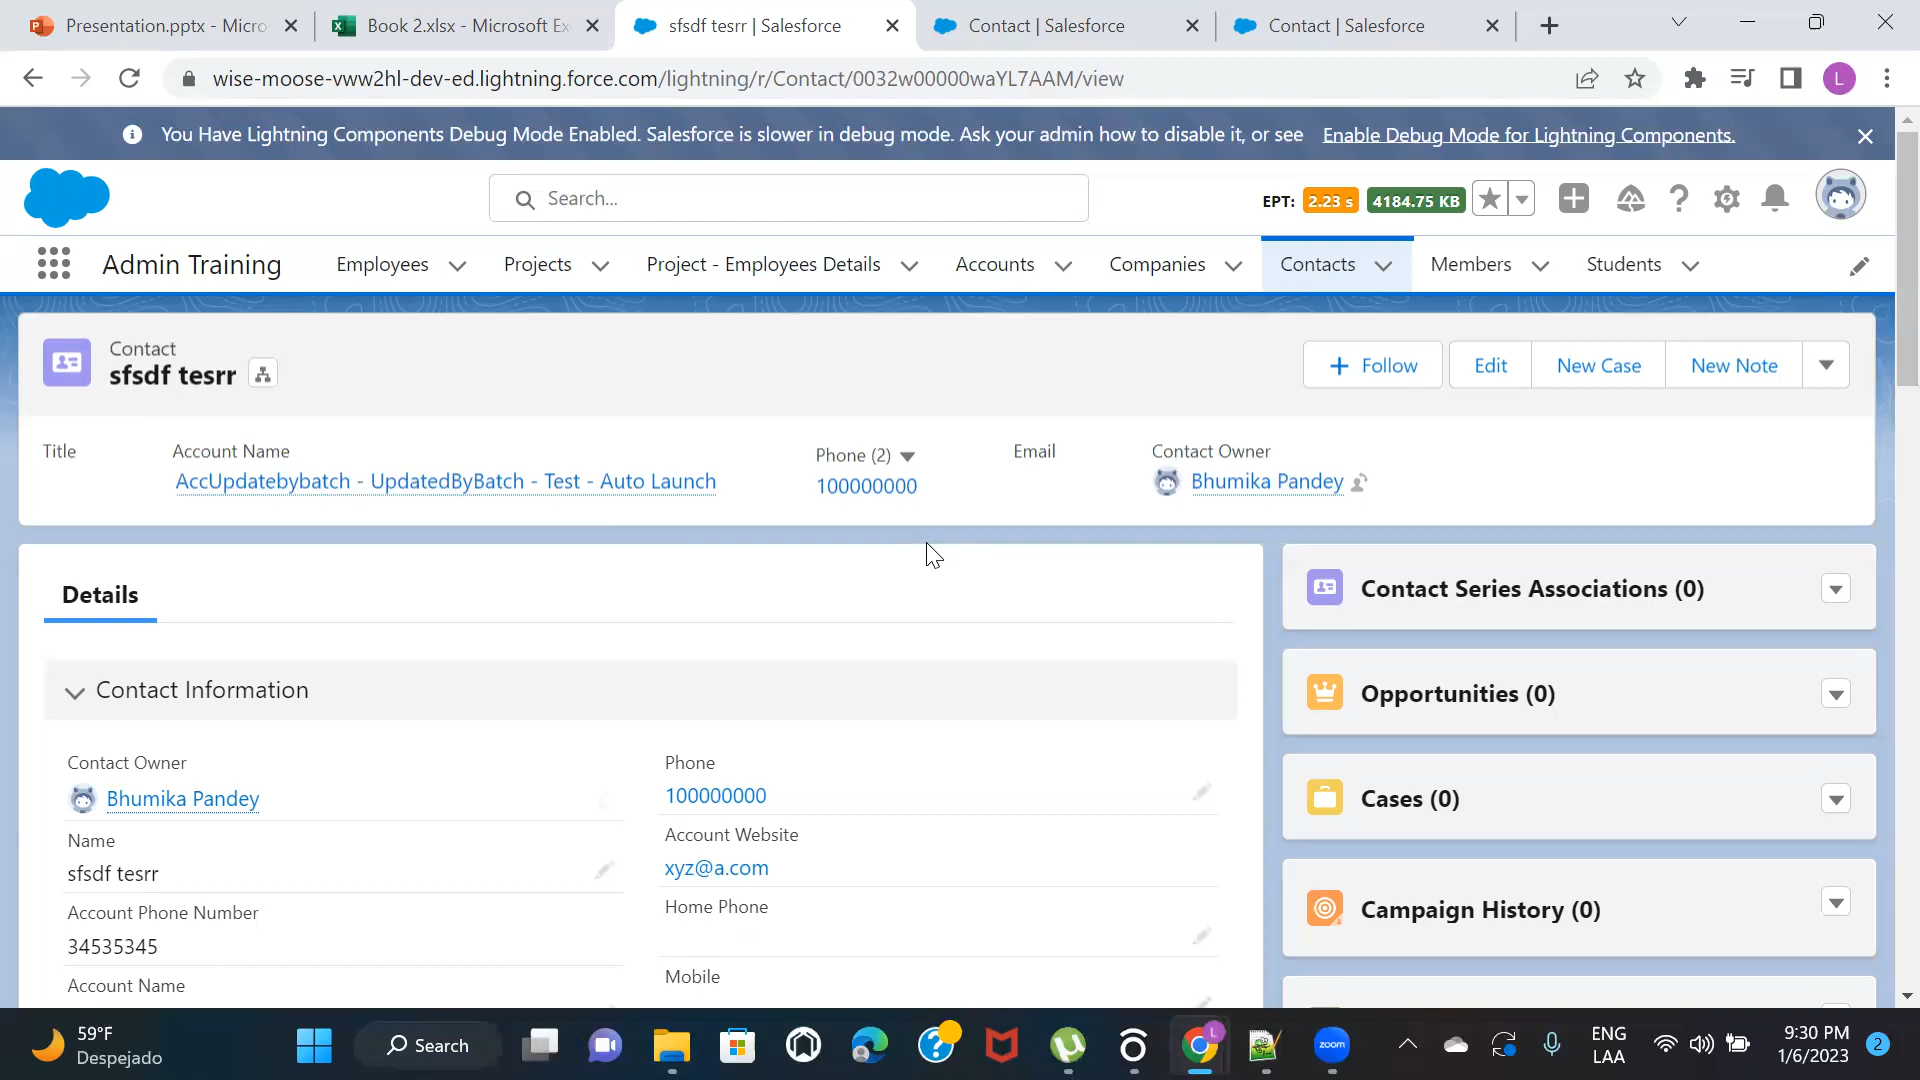 Presentation.pptx - Micro
Book 2.xlsx - Microsoft Ex
sfsdf tesrr | Salesforce
Contact | Salesforce
Contact | Salesforce
wise-moose-vww2hl-dev-ed.lightning.force.com/lightning/r/Contact/0032w00000waYL7AAM/view
L
You Have Lightning Components Debug Mode Enabled. Salesforce is slower in debug mode. Ask your admin how to disable it, or see Enable Debug Mode for Lightning Components.
Search...
EPT: 2.23 s 4184.75 KB
Admin Training
Employees
Projects
Project - Employees Details
Accounts
Companies
Contacts
Members
Students
Contact
sfsdf tesrr
Follow
Edit
New Case
New Note
Title
Account Name
Phone (2)
Email
Contact Owner
AccUpdatebybatch - UpdatedByBatch - Test - Auto Launch
100000000
Bhumika Pandey
Details
Contact Information
Contact Owner
Bhumika Pandey
Name
sfsdf tesrr
Account Phone Number
34535345
Account Name
Phone
100000000
Account Website
xyz@a.com
Home Phone
Mobile
Contact Series Associations (0)
Opportunities (0)
Cases (0)
Campaign History (0)
59°F
Despejado
Search
L
zoom
ENG
LAA
9:30 PM
1/6/2023
2